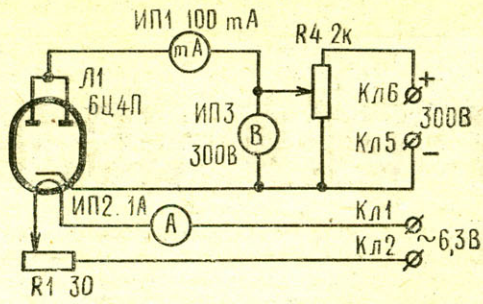 ИП1 100 mA
mA
R4 2к
Л1
6Ц4П
Кл6
+
ИП3
300В
В
300В
Кл5
−
ИП2 1А
А
Кл1
Кл2
~6,3В
R1 30